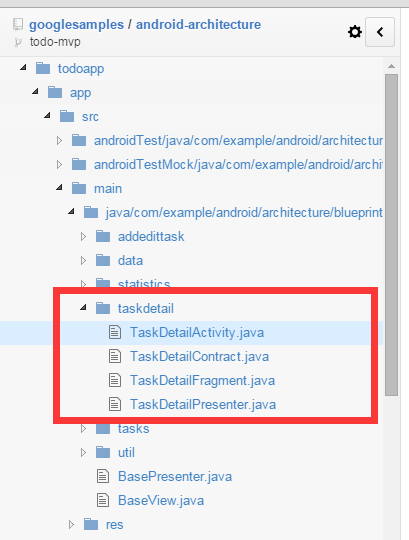 googlesamples / android-architecture
todo-mvp
todoapp
app
src
androidTest/java/com/example/android/architectur
androidTestMock/java/com/example/android/archi
main
java/com/example/android/architecture/blueprint
addedittask
data
statistics
taskdetail
TaskDetailActivity.java
TaskDetailContract.java
TaskDetailFragment.java
TaskDetailPresenter.java
tasks
util
BasePresenter.java
BaseView.java
res